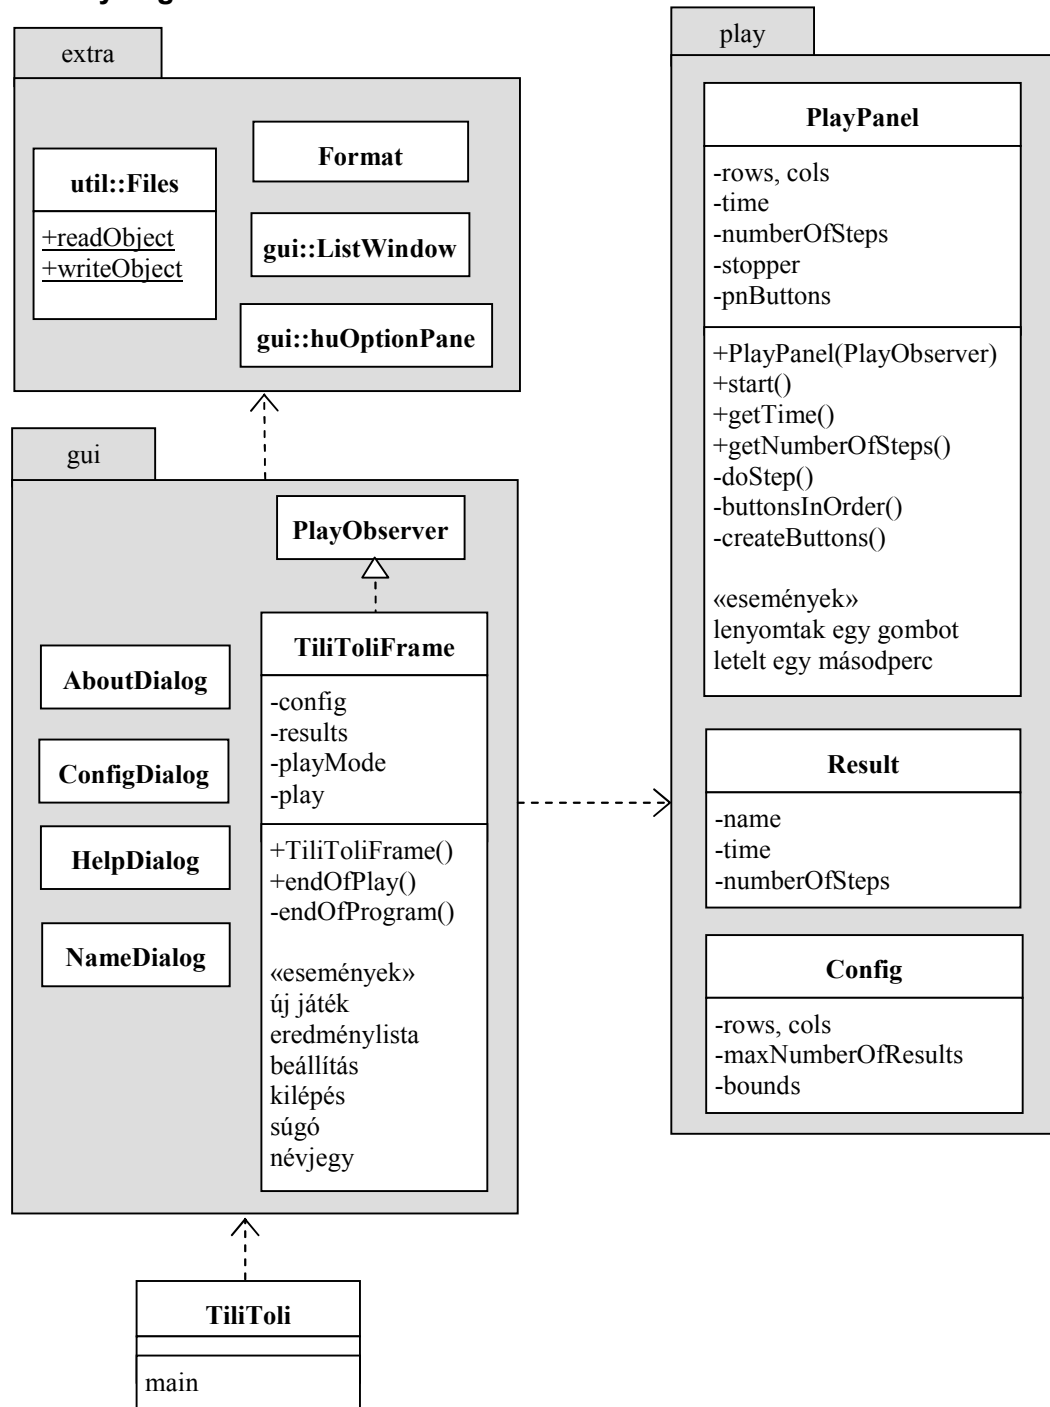 extra
util::Files
+readObject
+writeObject
Format
gui::ListWindow
gui::huOptionPane
gui
PlayObserver
AboutDialog
ConfigDialog
HelpDialog
NameDialog
TiliToliFrame
-config
-results
-playMode
-play
+TiliToliFrame()
+endOfPlay()
-endOfProgram()
«események»
új játék
eredménylista
beállítás
kilépés
súgó
névjegy
TiliToli
main
play
PlayPanel
-rows, cols
-time
-numberOfSteps
-stopper
-pnButtons
+PlayPanel(PlayObserver)
+start()
+getTime()
+getNumberOfSteps()
-doStep()
-buttonsInOrder()
-createButtons()
«események»
lenyomtak egy gombot
letelt egy másodperc
Result
-name
-time
-numberOfSteps
Config
-rows, cols
-maxNumberOfResults
-bounds